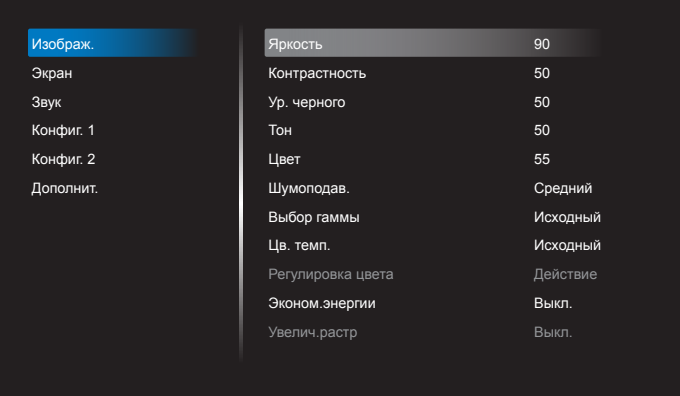 Изображ.
Экран
Звук
Конфиг. 1
Конфиг. 2
Дополнит.
Яркость 90
Контрастность 50
Ур. черного 50
Тон 50
Цвет 55
Шумоподав. Средний
Выбор гаммы Исходный
Цв. темп. Исходный
Регулировка цвета Действие
Эконом.энергии Выкл.
Увелич.растр Выкл.